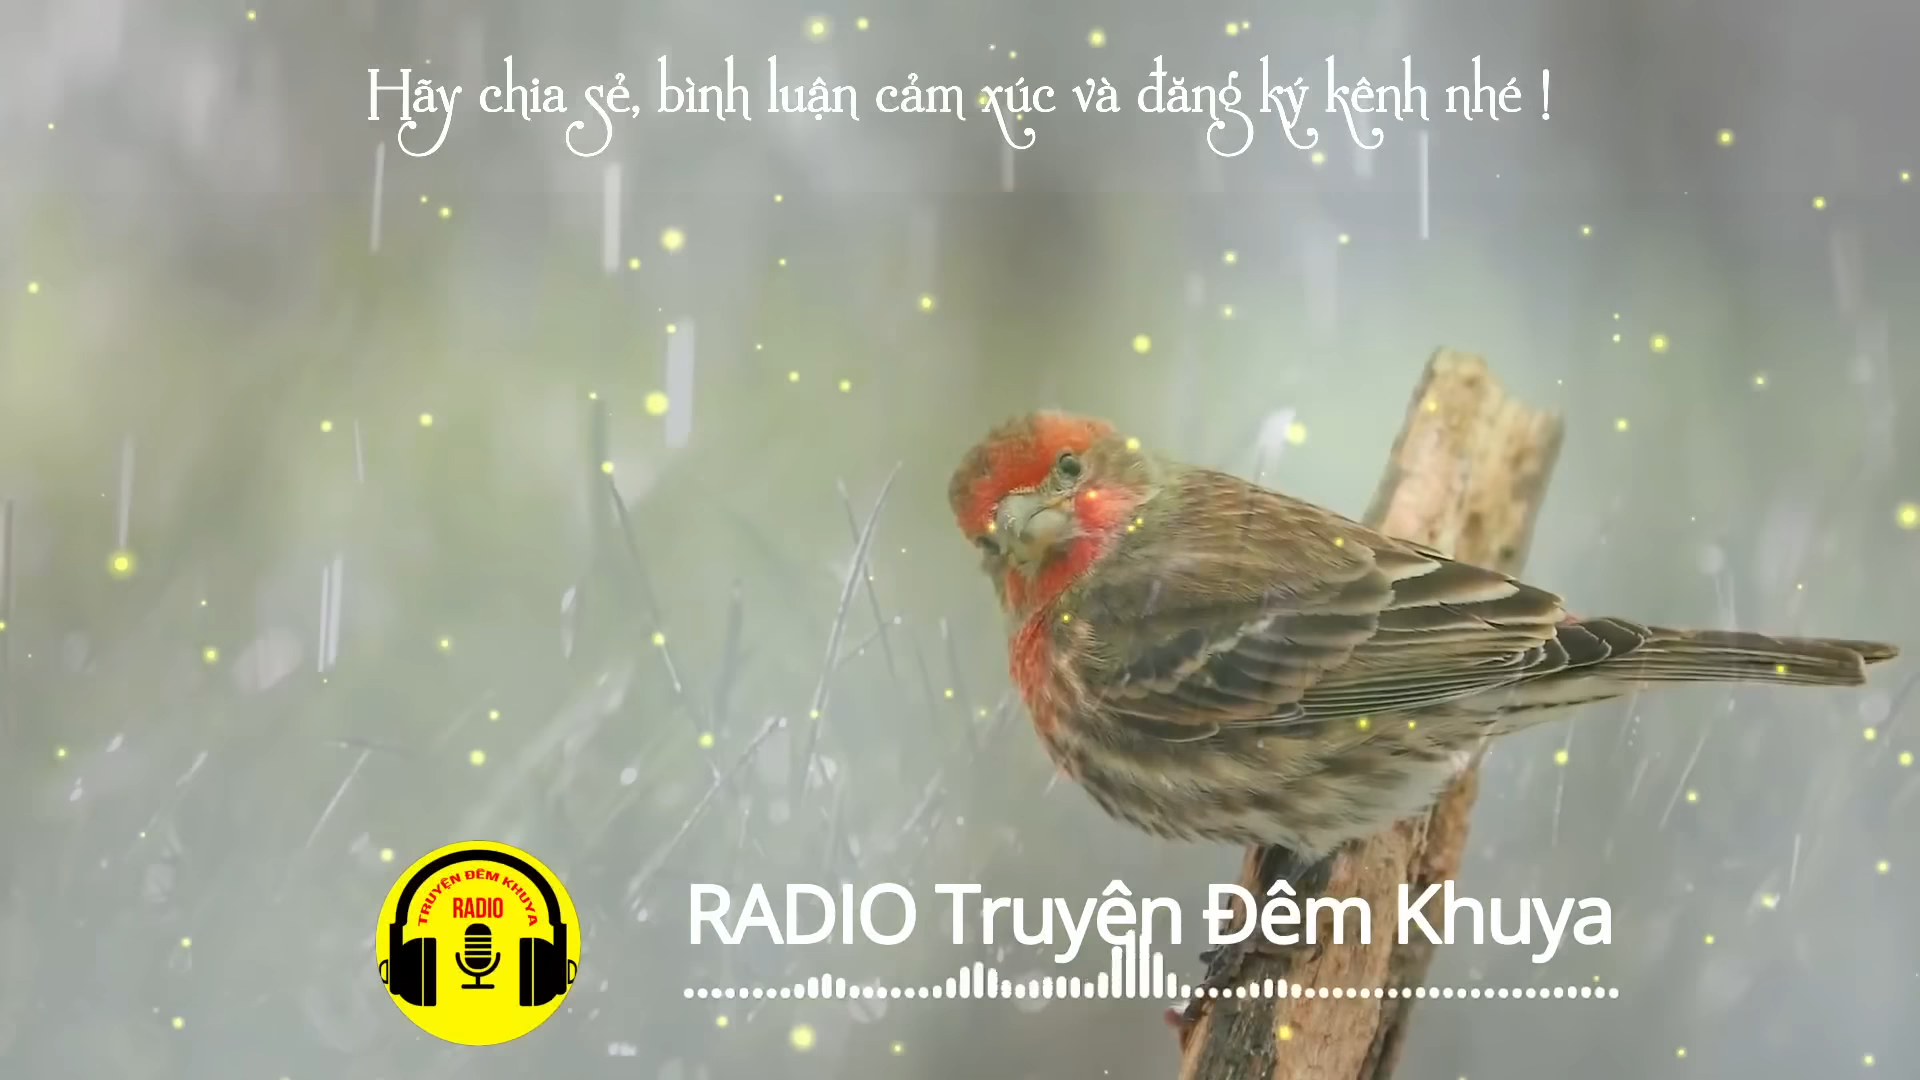 Hãy chia sẻ, bình luận cảm xúc và đăng ký kênh nhé !
TRUYỆN ĐÊM KHUYA
RADIO
RADIO Truyện Đêm Khuya